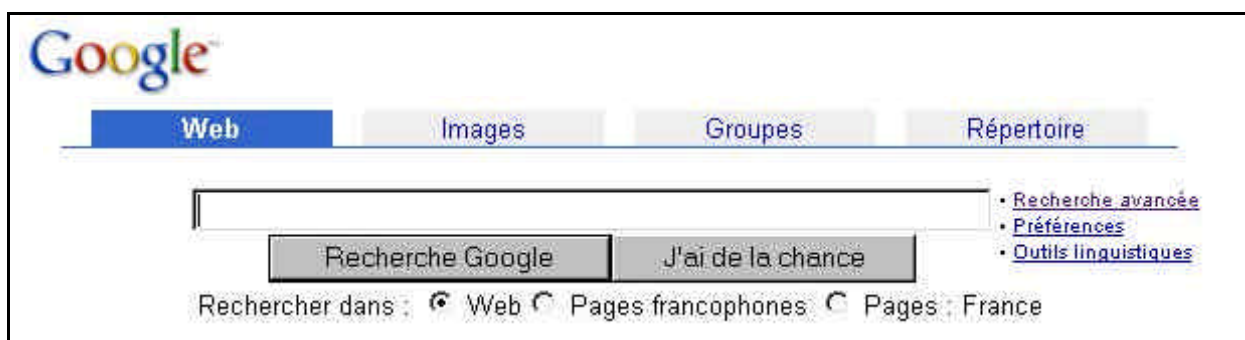 Google™
Web Images Groupes Répertoire
• Recherche avancée
• Préférences
• Outils linguistiques
Recherche Google J'ai de la chance
Rechercher dans : Web Pages francophones Pages : France